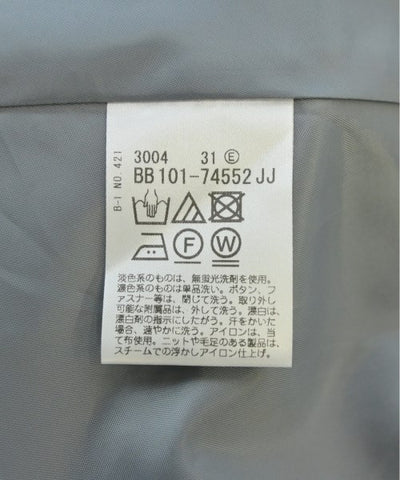 B-1 NO.421
3004 31 Ⓔ
BB101-74552JJ
F W
淡色系のものは、無蛍光洗剤を使用。
濃色系のものは単品洗い。ボタン、フ
ァスナー等は、閉じて洗う。取り外し
可能な附属品は、外して洗う。漂白は、
漂白剤の指示にしたがう。汗をかいた
場合、速やかに洗う。アイロンは、当
て布使用。ニットや毛足のある製品は、
スチームでの浮かしアイロン仕上げ。